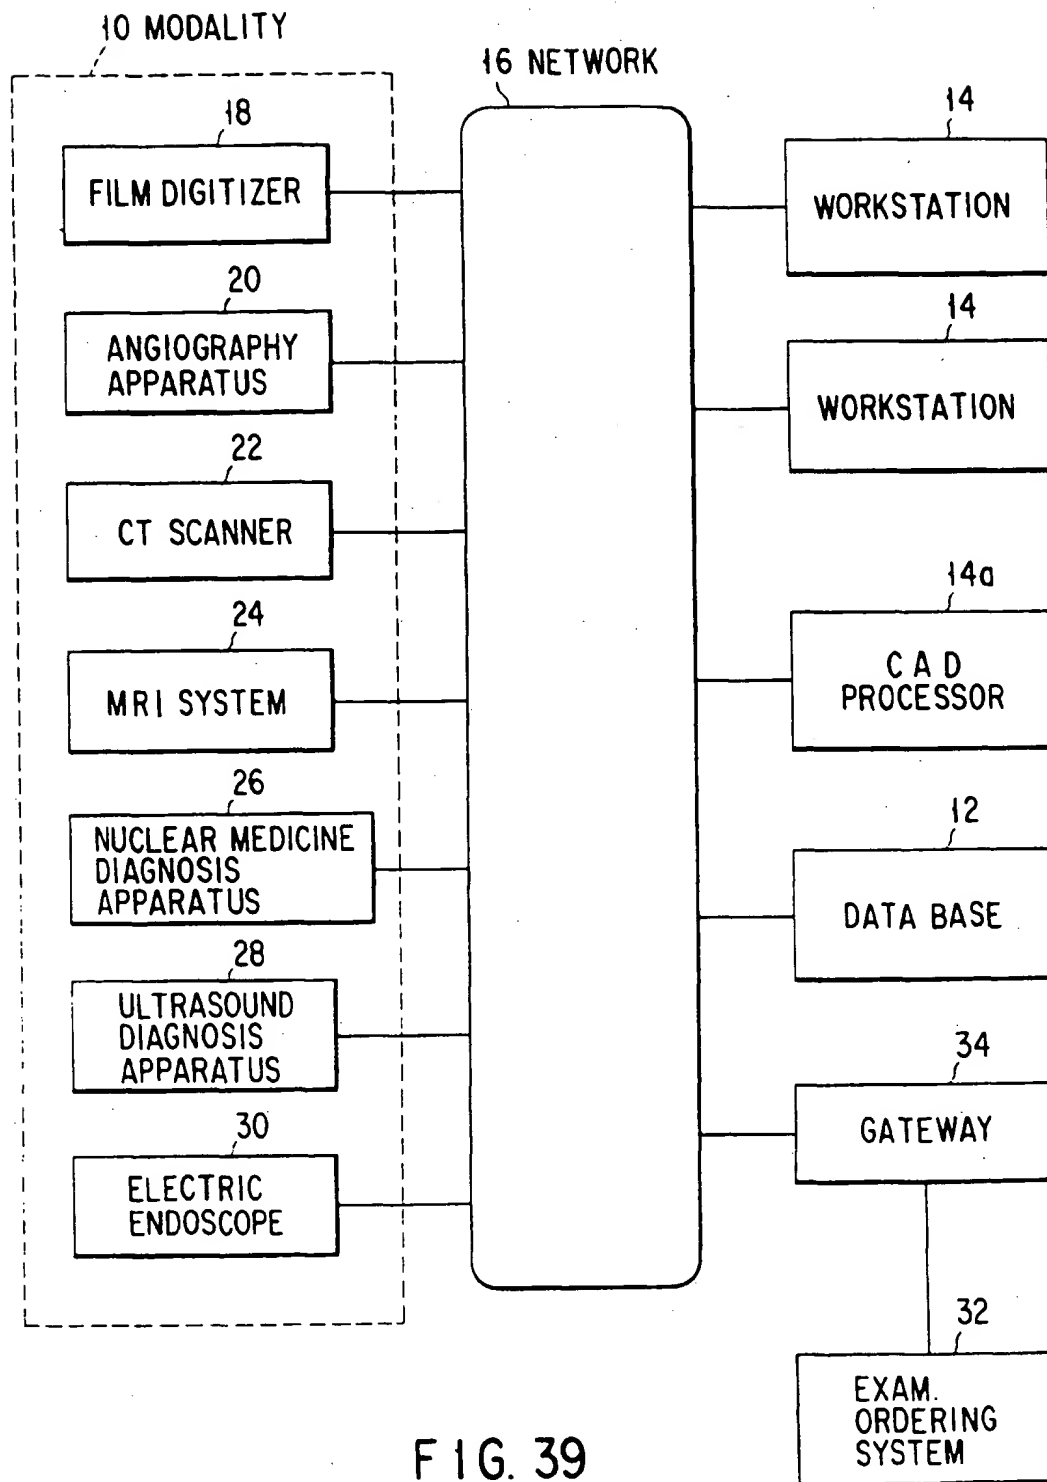 10 MODALITY
16 NETWORK
18
FILM DIGITIZER
20
ANGIOGRAPHY
APPARATUS
22
CT SCANNER
24
MRI SYSTEM
26
NUCLEAR MEDICINE
DIAGNOSIS
APPARATUS
28
ULTRASOUND
DIAGNOSIS
APPARATUS
30
ELECTRIC
ENDOSCOPE
14
WORKSTATION
14
WORKSTATION
14a
CAD
PROCESSOR
12
DATA BASE
34
GATEWAY
32
EXAM.
ORDERING
SYSTEM
FIG. 39